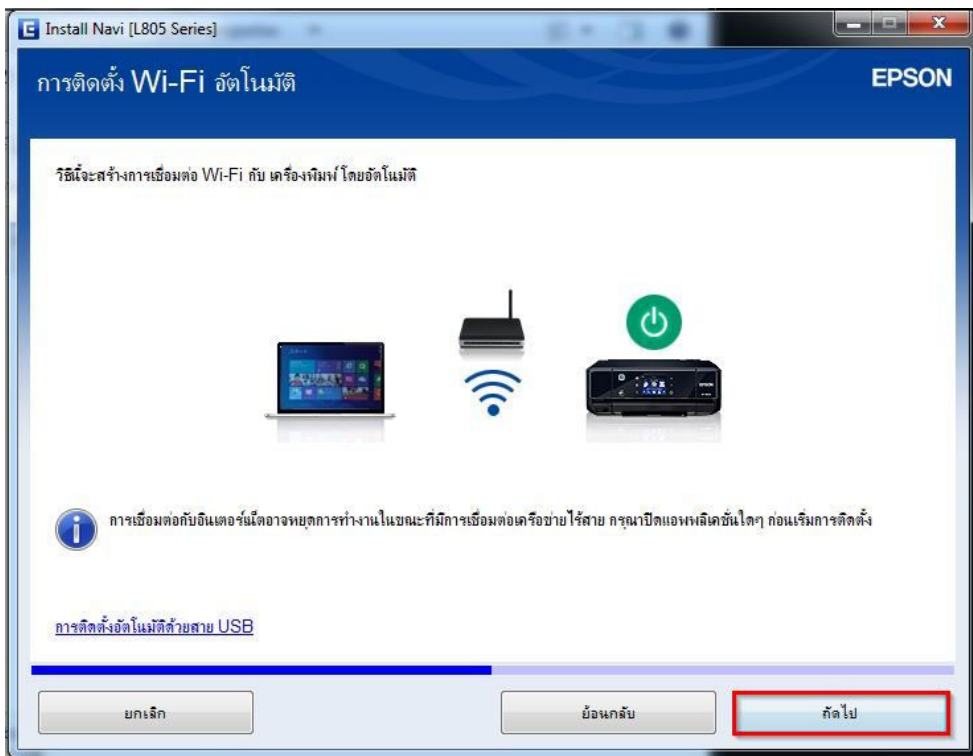 Install Navi [L805 Series]
การติดตั้ง Wi-Fi อัตโนมัติ
EPSON
วิธีนี้จะสร้างการเชื่อมต่อ Wi-Fi กับ เครื่องพิมพ์ โดยอัตโนมัติ
การเชื่อมต่อกับอินเตอร์เน็ตอาจหยุดการทำงานในขณะที่มีการเชื่อมต่อเครือข่ายไร้สาย กรุณาปิดแอพพลิเคชั่นใดๆ ก่อนเริ่มการติดตั้ง
การติดตั้งอัตโนมัติด้วยสาย USB
ยกเลิก
ย้อนกลับ
ถัดไป